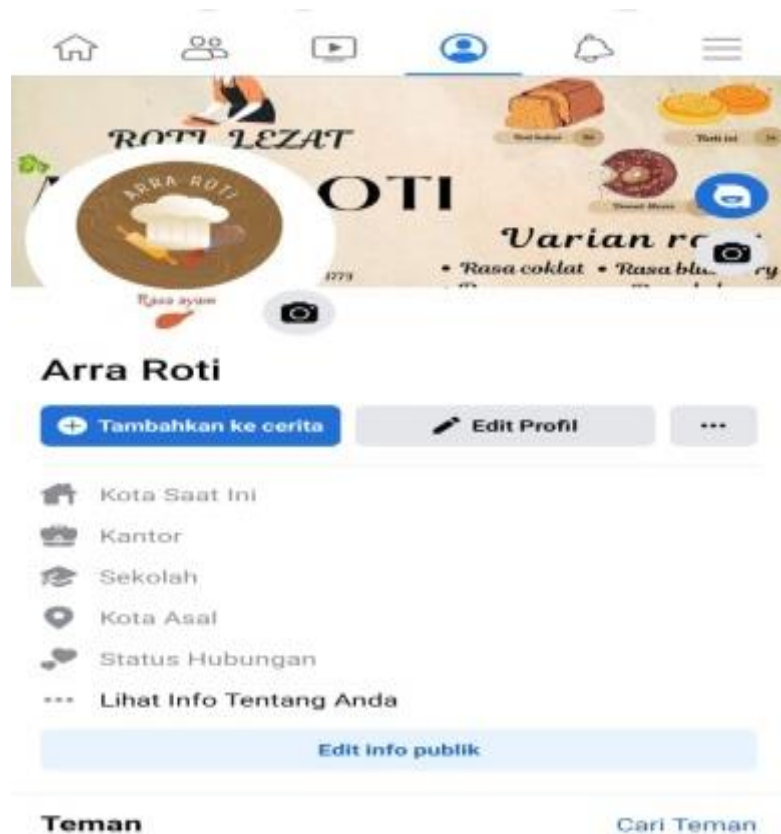 ROTI LEZAT
OTI
ARRA ROTI
Varian
• Rasa coklat • Rasa
Rasa ayam
Arra Roti
Tambahkan ke cerita
Edit Profil
Kota Saat Ini
Kantor
Sekolah
Kota Asal
Status Hubungan
Lihat Info Tentang Anda
Edit info publik
Teman
Cari Teman